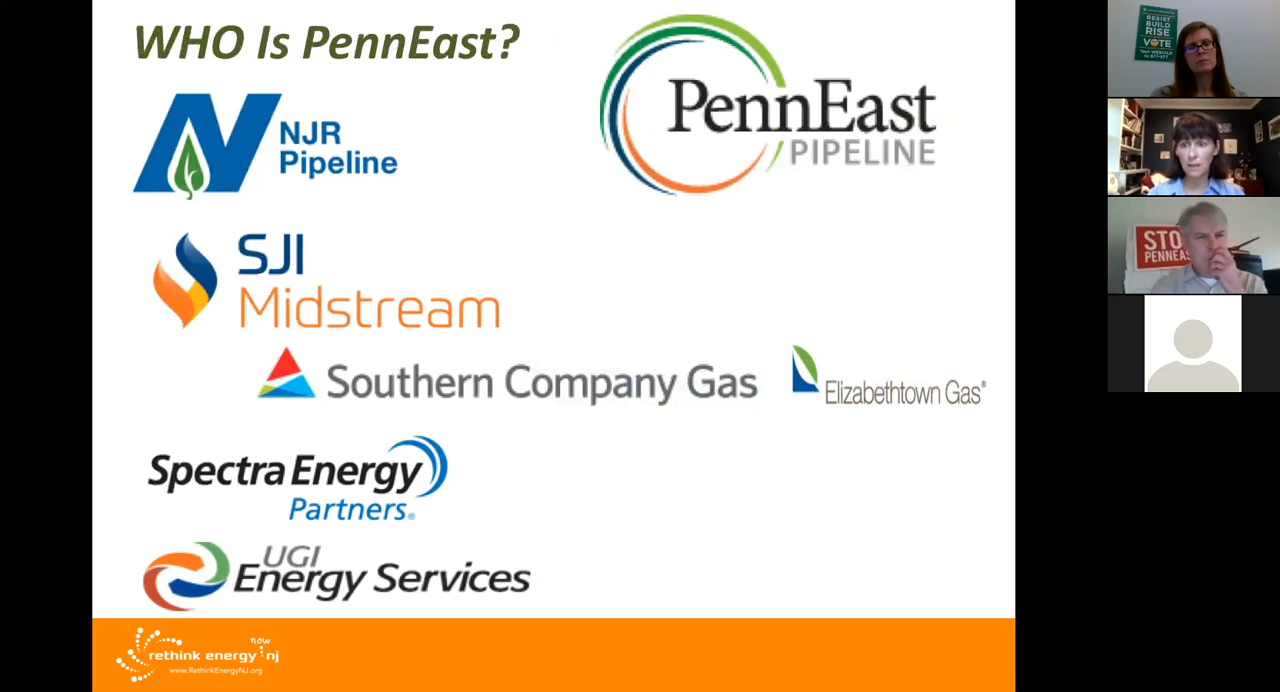 WHO Is PennEast?
PennEast
PIPELINE
NJR
Pipeline
SJI
Midstream
Southern Company Gas
Elizabethtown Gas®
Spectra Energy
Partners®
UGI
Energy Services
now
rethink energy nj
www.RethinkEnergyNJ.org
RESIST
BUILD
RISE
VOTE
STO
PENNEAS